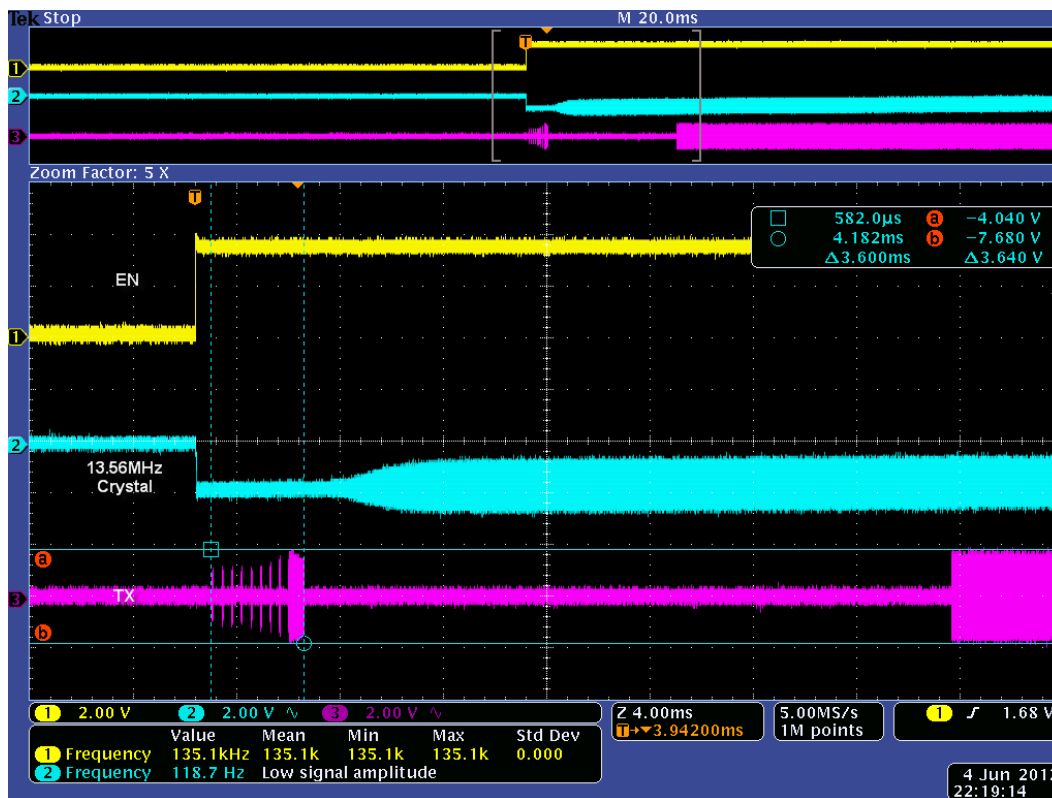 Tek Stop M 20.0ms
T
1
2
3
Zoom Factor: 5 X
T
582.0µs a -4.040 V
4.182ms b -7.680 V
Δ3.600ms Δ3.640 V
EN
1
2
13.56MHz
Crystal
a
3 TX
b
1 2.00 V 2 2.00 V 3 2.00 V Z 4.00ms 5.00MS/s 1 1.68 V
T→▼3.94200ms 1M points
Value Mean Min Max Std Dev
1 Frequency 135.1kHz 135.1k 135.1k 135.1k 0.000
2 Frequency 118.7 Hz Low signal amplitude
4 Jun
22:19:14